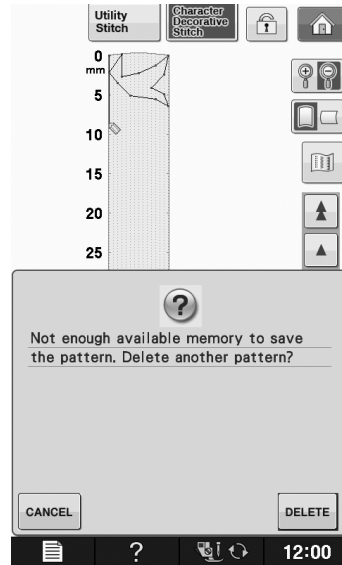 Utility
Stitch
Character
Decorative
Stitch
0
mm
5
10
15
20
25
?
Not enough available memory to save
the pattern. Delete another pattern?
CANCEL
DELETE
?
12:00